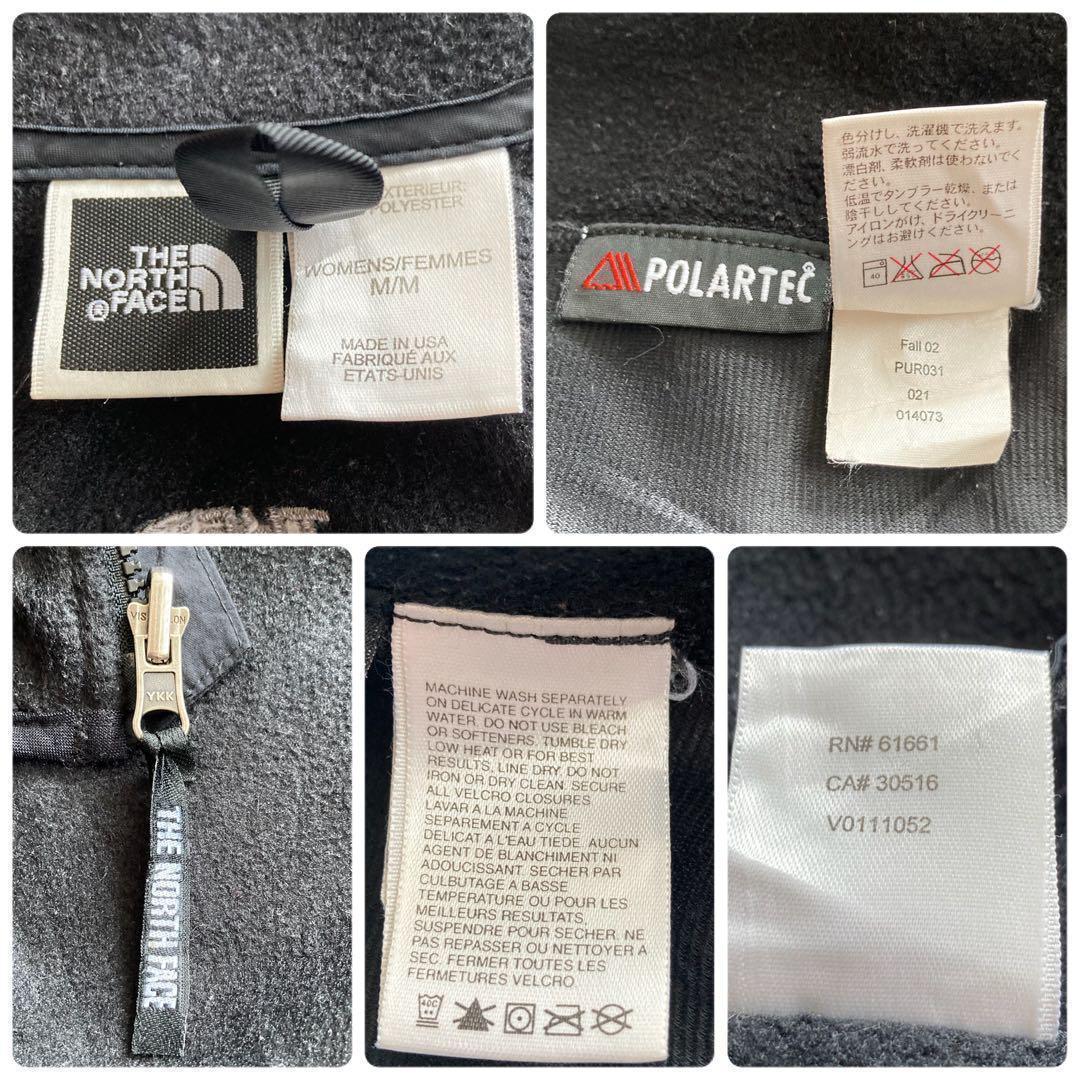 THE
NORTH
FACE
EXTERIEUR:
POLYESTER
WOMENS/FEMMES
M/M
MADE IN USA
FABRIQUÉ AUX
ETATS-UNIS
POLARTEC
色分けし、洗濯機で洗えます。
弱流水で洗ってください。
漂白剤、柔軟剤は使わないでく
ださい。
低温でタンブラー乾燥、または
陰干ししてください。
アイロンがけ、ドライクリーニ
ングはお避けください。
40
Fall 02
PUR031
021
014073
YKK
THE NORTH FACE
MACHINE WASH SEPARATELY
ON DELICATE CYCLE IN WARM
WATER. DO NOT USE BLEACH
OR SOFTENERS. TUMBLE DRY
LOW HEAT OR FOR BEST
RESULTS, LINE DRY. DO NOT
IRON OR DRY CLEAN. SECURE
ALL VELCRO CLOSURES
LAVAR A LA MACHINE
SEPAREMENT A CYCLE
DELICAT A L'EAU TIEDE. AUCUN
AGENT DE BLANCHIMENT NI
ADOUCISSANT. SECHER PAR
CULBUTAGE A BASSE
TEMPERATURE OU POUR LES
MEILLEURS RESULTATS,
SUSPENDRE POUR SECHER. NE
PAS REPASSER OU NETTOYER A
SEC. FERMER TOUTES LES
FERMETURES VELCRO.
40C
RN# 61661
CA# 30516
V0111052